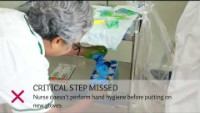 CRITICAL STEP MISSED
Nurse doesn't perform hand hygiene before putting on
new gloves